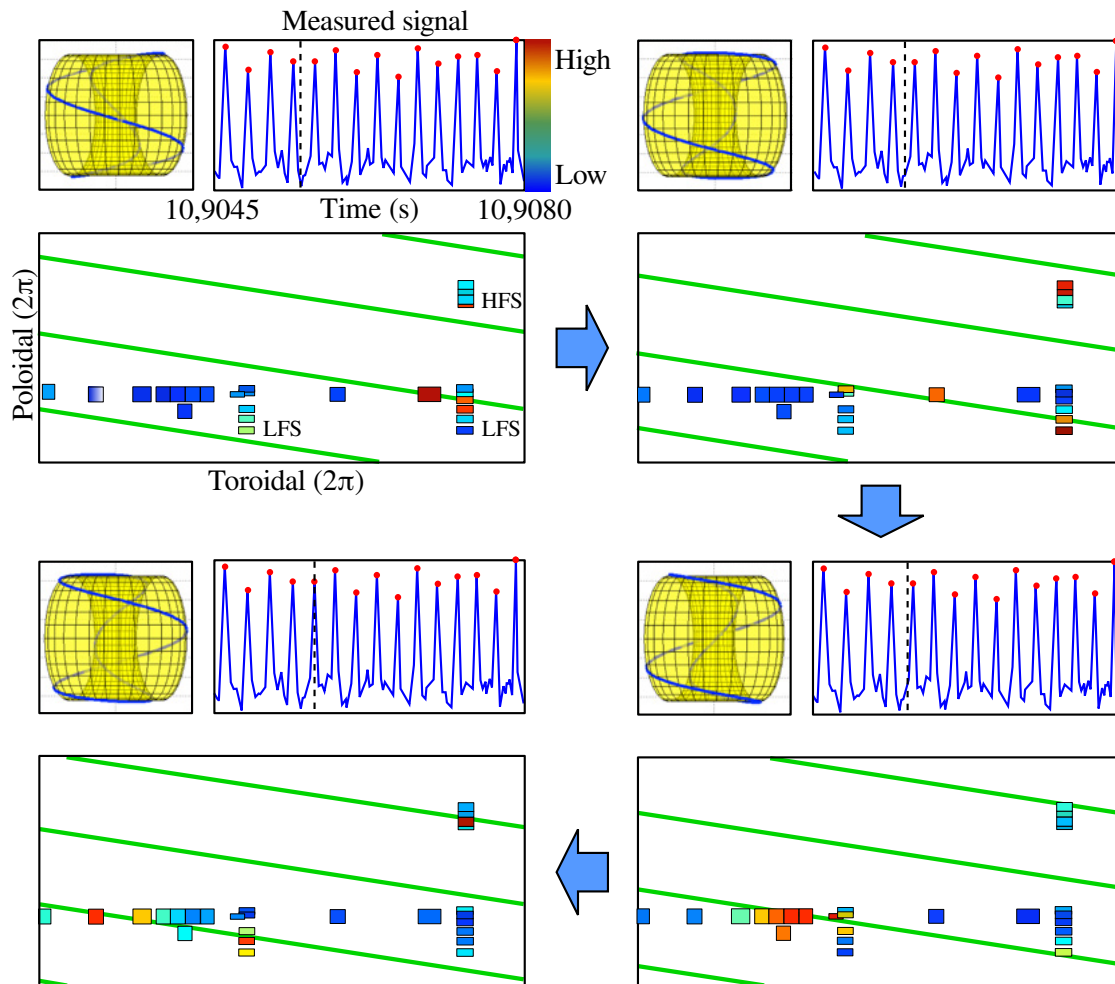 Measured signal
High
Low
10,9045 Time (s) 10,9080
Poloidal (2π)
HFS
LFS
LFS
Toroidal (2π)